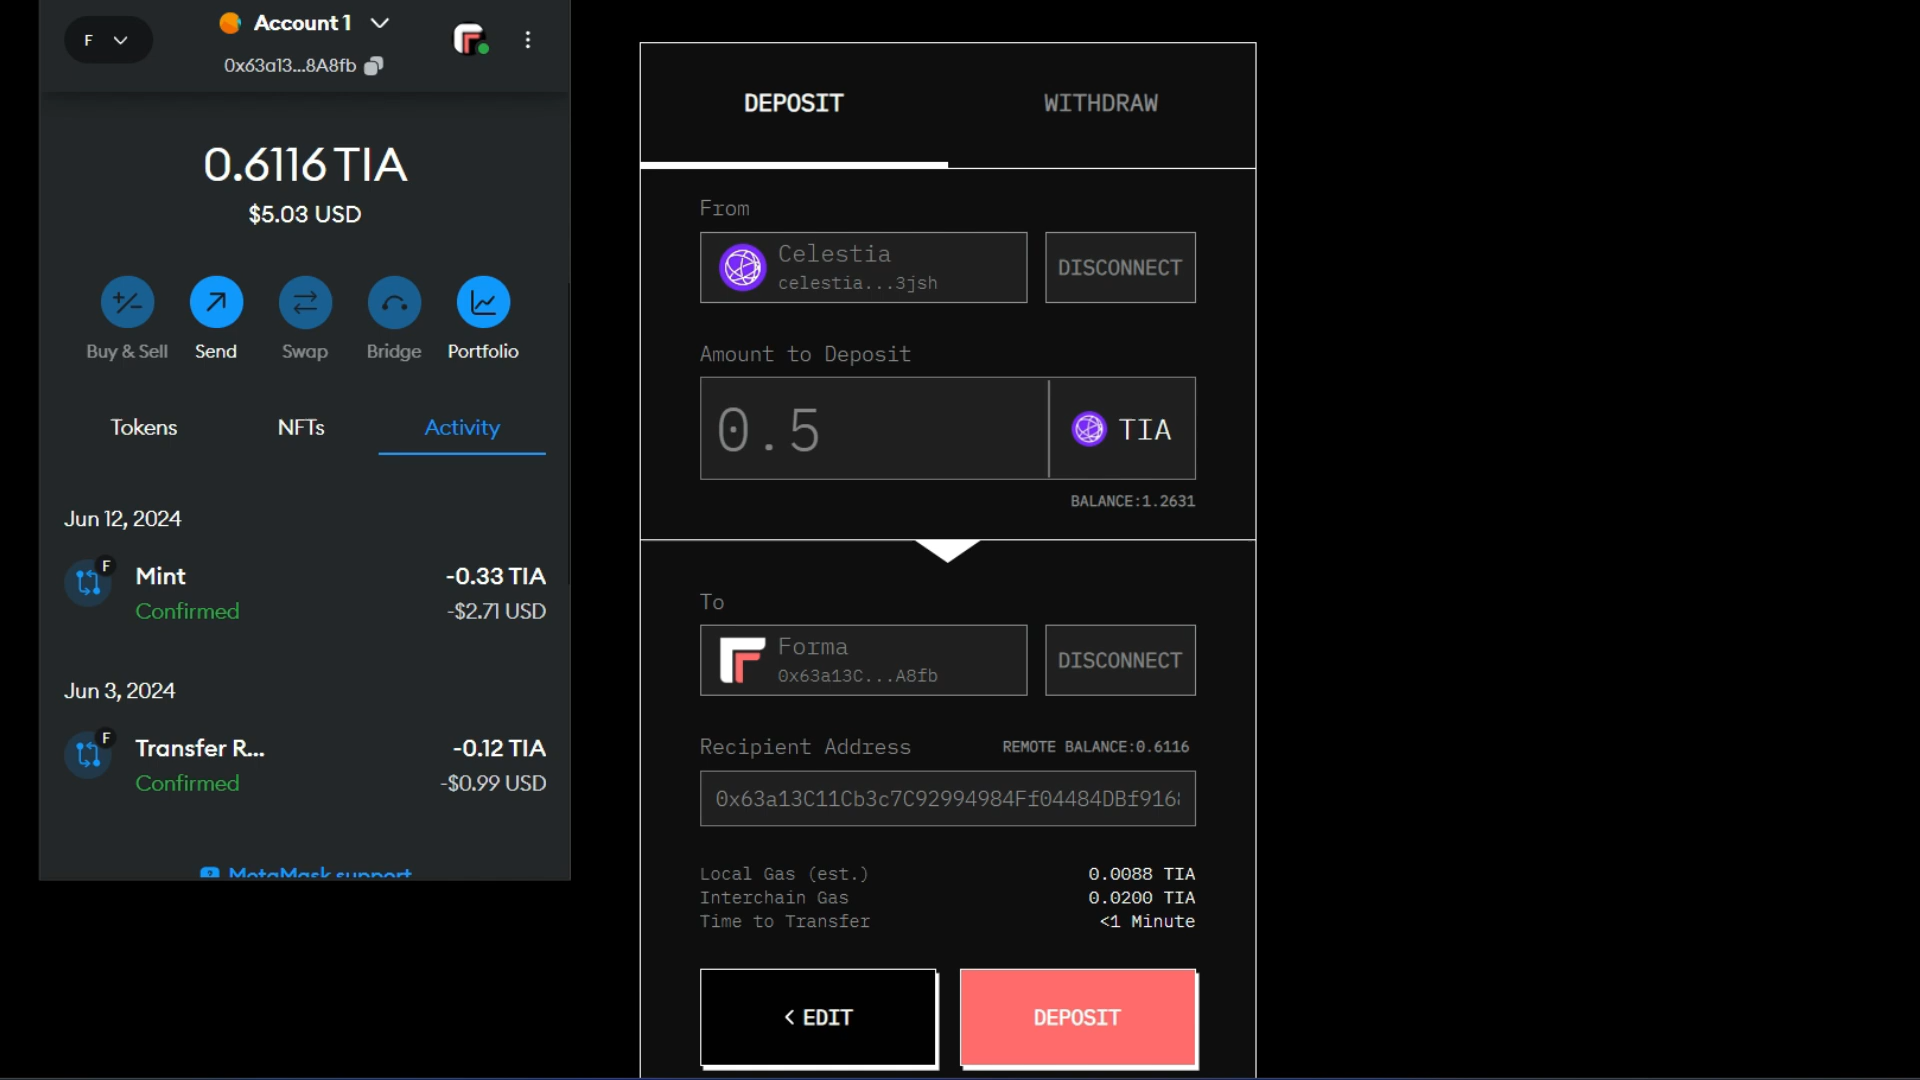 F
Account 1
0x63a13...8A8fb
0.6116 TIA
$5.03 USD
Buy & Sell
Send
Swap
Bridge
Portfolio
Tokens
NFTs
Activity
Jun 12, 2024
F
Mint
-0.33 TIA
Confirmed
-$2.71 USD
Jun 3, 2024
F
Transfer R...
-0.12 TIA
Confirmed
-$0.99 USD
MetaMask support
DEPOSIT
WITHDRAW
From
Celestia
celestia...3jsh
DISCONNECT
Amount to Deposit
0.5
TIA
BALANCE:1.2631
To
Forma
0x63a13C...A8fb
DISCONNECT
Recipient Address
REMOTE BALANCE:0.6116
0x63a13C11Cb3c7C92994984Ff04484DBf916
Local Gas (est.)
0.0088 TIA
Interchain Gas
0.0200 TIA
Time to Transfer
<1 Minute
< EDIT
DEPOSIT